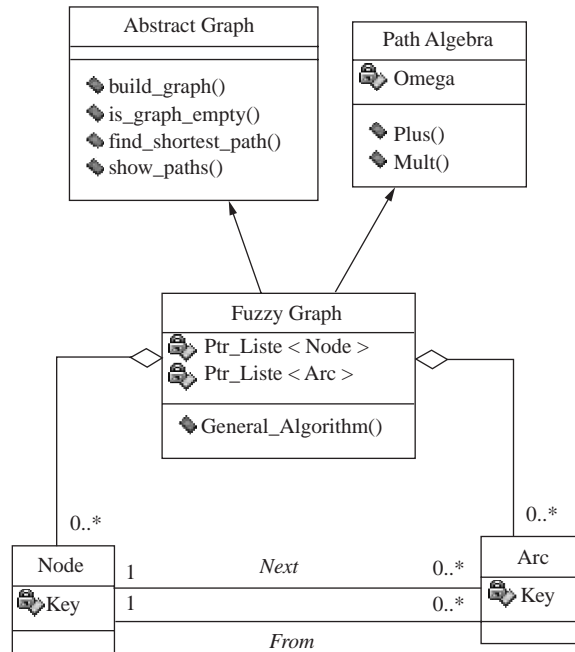 Abstract Graph
build_graph()
is_graph_empty()
find_shortest_path()
show_paths()
Path Algebra
Omega
Plus()
Mult()
Fuzzy Graph
Ptr_Liste < Node >
Ptr_Liste < Arc >
General_Algorithm()
0..*
0..*
Node
Key
Arc
Key
1
Next
0..*
1
0..*
From